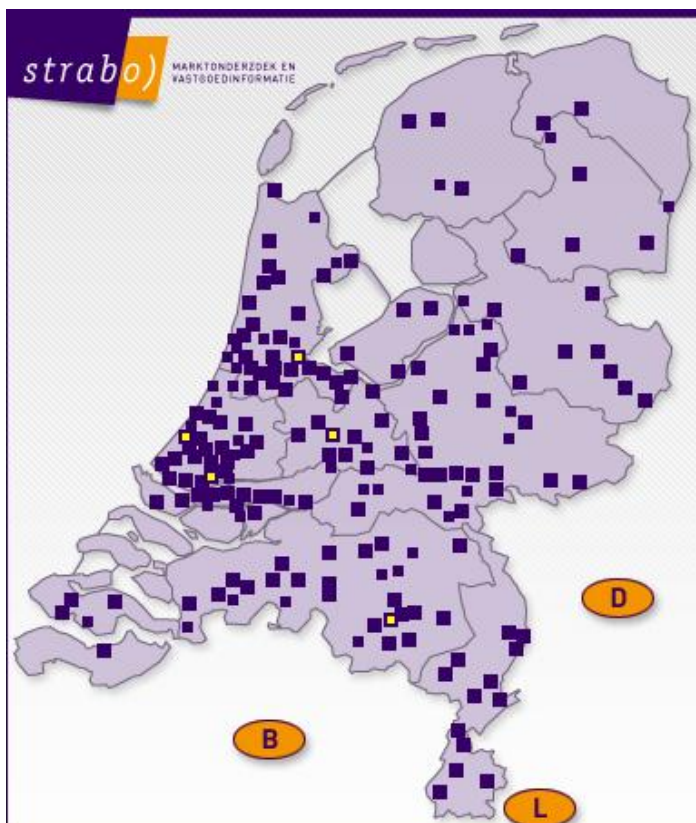 strabo)
MARKTONDERZOEK EN
VASTGOEDINFORMATIE
D
B
L